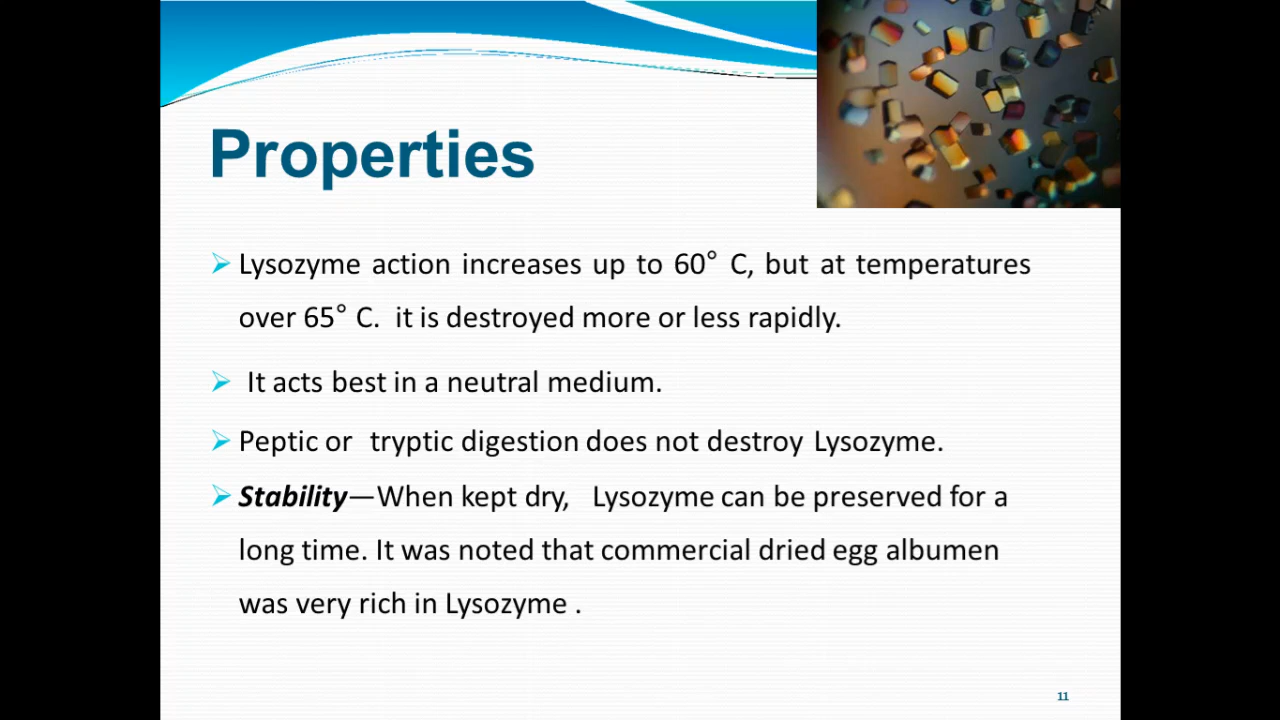 Properties
➢ Lysozyme action increases up to 60° C, but at temperatures
over 65° C. it is destroyed more or less rapidly.
➢ It acts best in a neutral medium.
➢ Peptic or tryptic digestion does not destroy Lysozyme.
➢ Stability—When kept dry, Lysozyme can be preserved for a
long time. It was noted that commercial dried egg albumen
was very rich in Lysozyme .
11